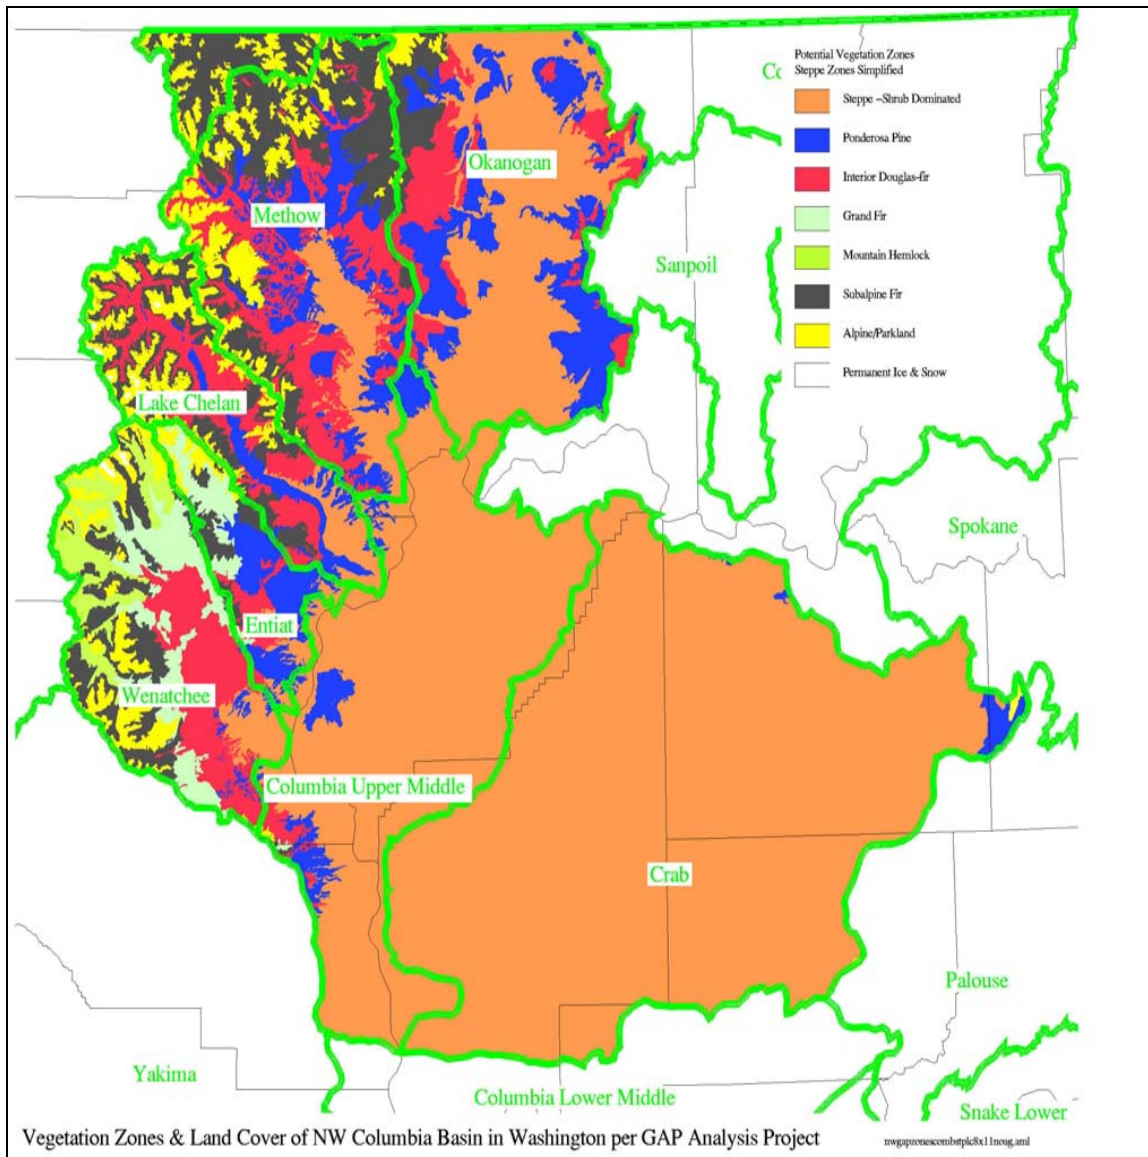 Potential Vegetation Zones
Steppe Zones Simplified
Co
Steppe –Shrub Dominated
Ponderosa Pine
Interior Douglas-fir
Grand Fir
Mountain Hemlock
Subalpine Fir
Alpine/Parkland
Permanent Ice & Snow
Okanogan
Methow
Sanpoil
Lake Chelan
Spokane
Entiat
Wenatchee
Columbia Upper Middle
Crab
Palouse
Yakima
Columbia Lower Middle
Snake Lower
Vegetation Zones & Land Cover of NW Columbia Basin in Washington per GAP Analysis Project